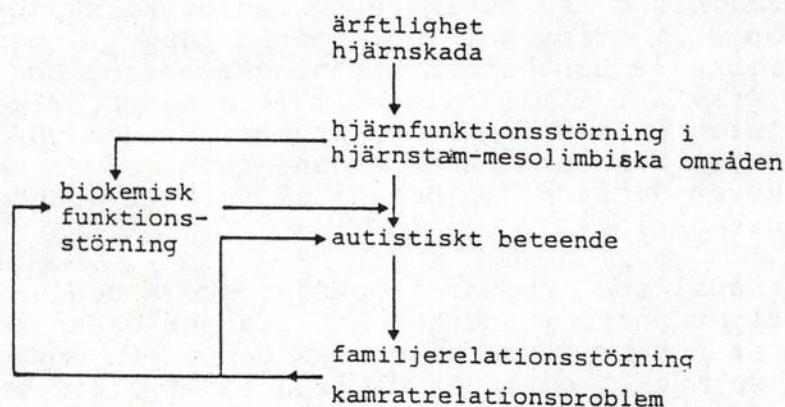 ärftlighet
hjärnskada
hjärnfunktionsstörning i
hjärnstam-mesolimbiska områden
biokemisk
funktions-
störning
autistiskt beteende
familjerelationsstörning
kamratrelationsproblem